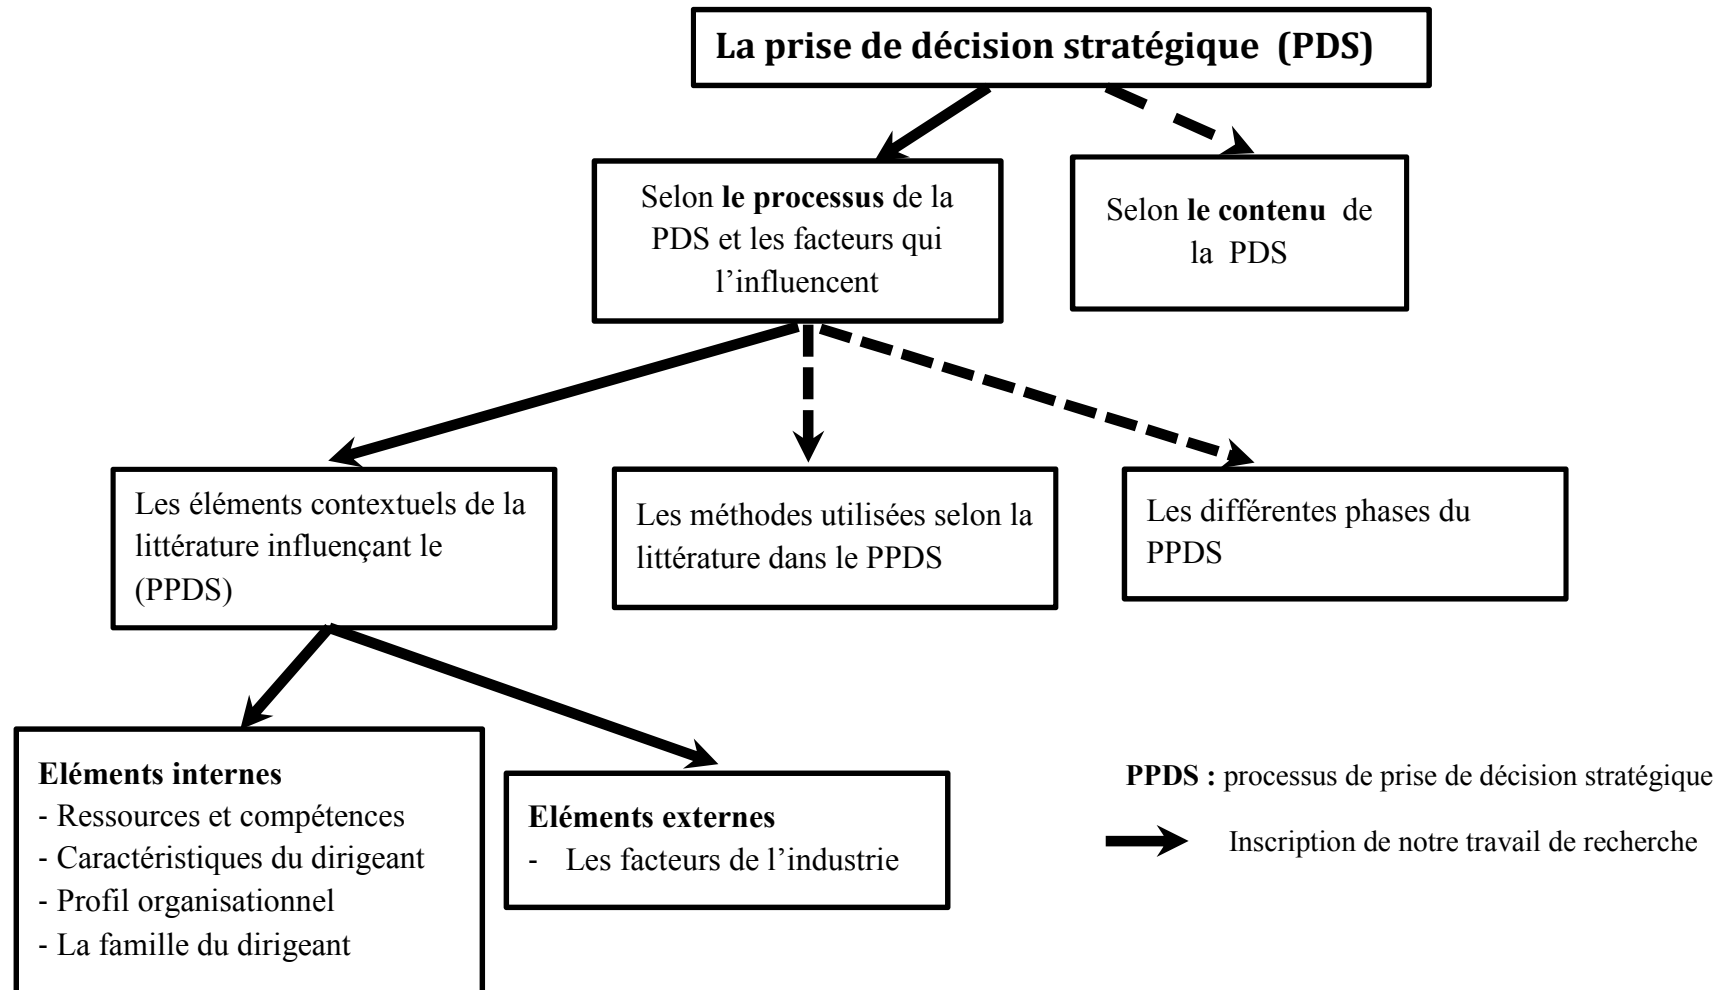 La prise de décision stratégique (PDS)
Selon le processus de la
PDS et les facteurs qui
l’influencent
Selon le contenu de
la PDS
Les éléments contextuels de la
littérature influençant le
(PPDS)
Les méthodes utilisées selon la
littérature dans le PPDS
Les différentes phases du
PPDS
Eléments internes
- Ressources et compétences
- Caractéristiques du dirigeant
- Profil organisationnel
- La famille du dirigeant
Eléments externes
- Les facteurs de l’industrie
PPDS : processus de prise de décision stratégique
Inscription de notre travail de recherche